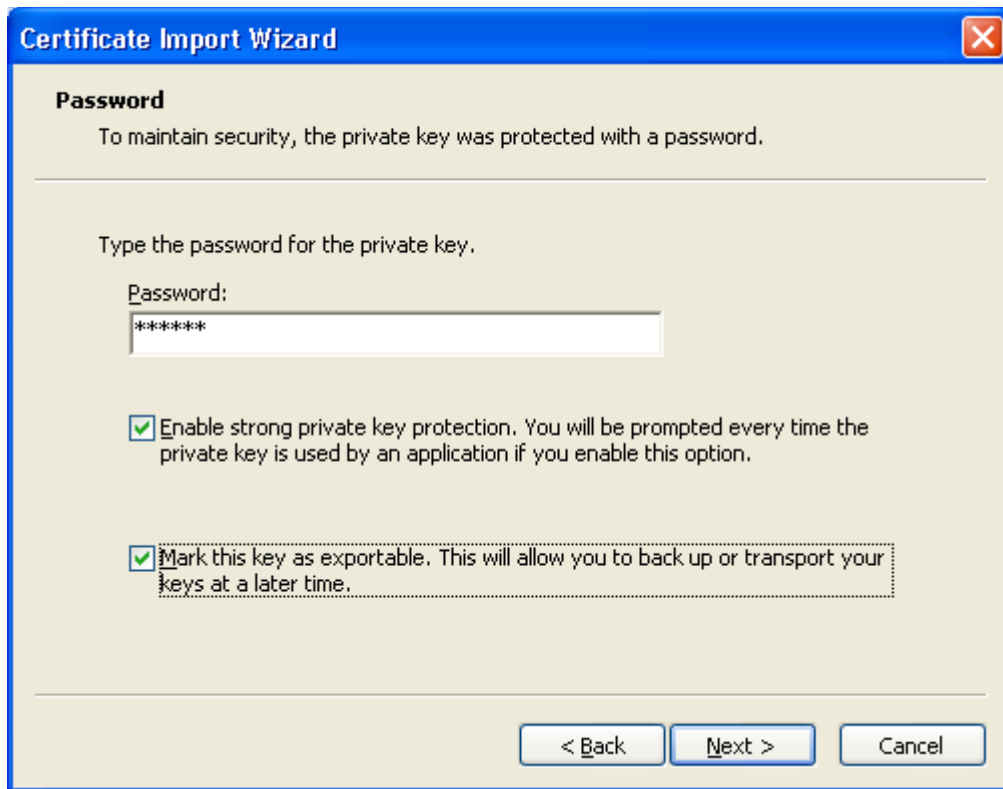 Certificate Import Wizard
Password
To maintain security, the private key was protected with a password.
Type the password for the private key.
Password:
******
Enable strong private key protection. You will be prompted every time the
private key is used by an application if you enable this option.
Mark this key as exportable. This will allow you to back up or transport your
keys at a later time.
< Back
Next >
Cancel